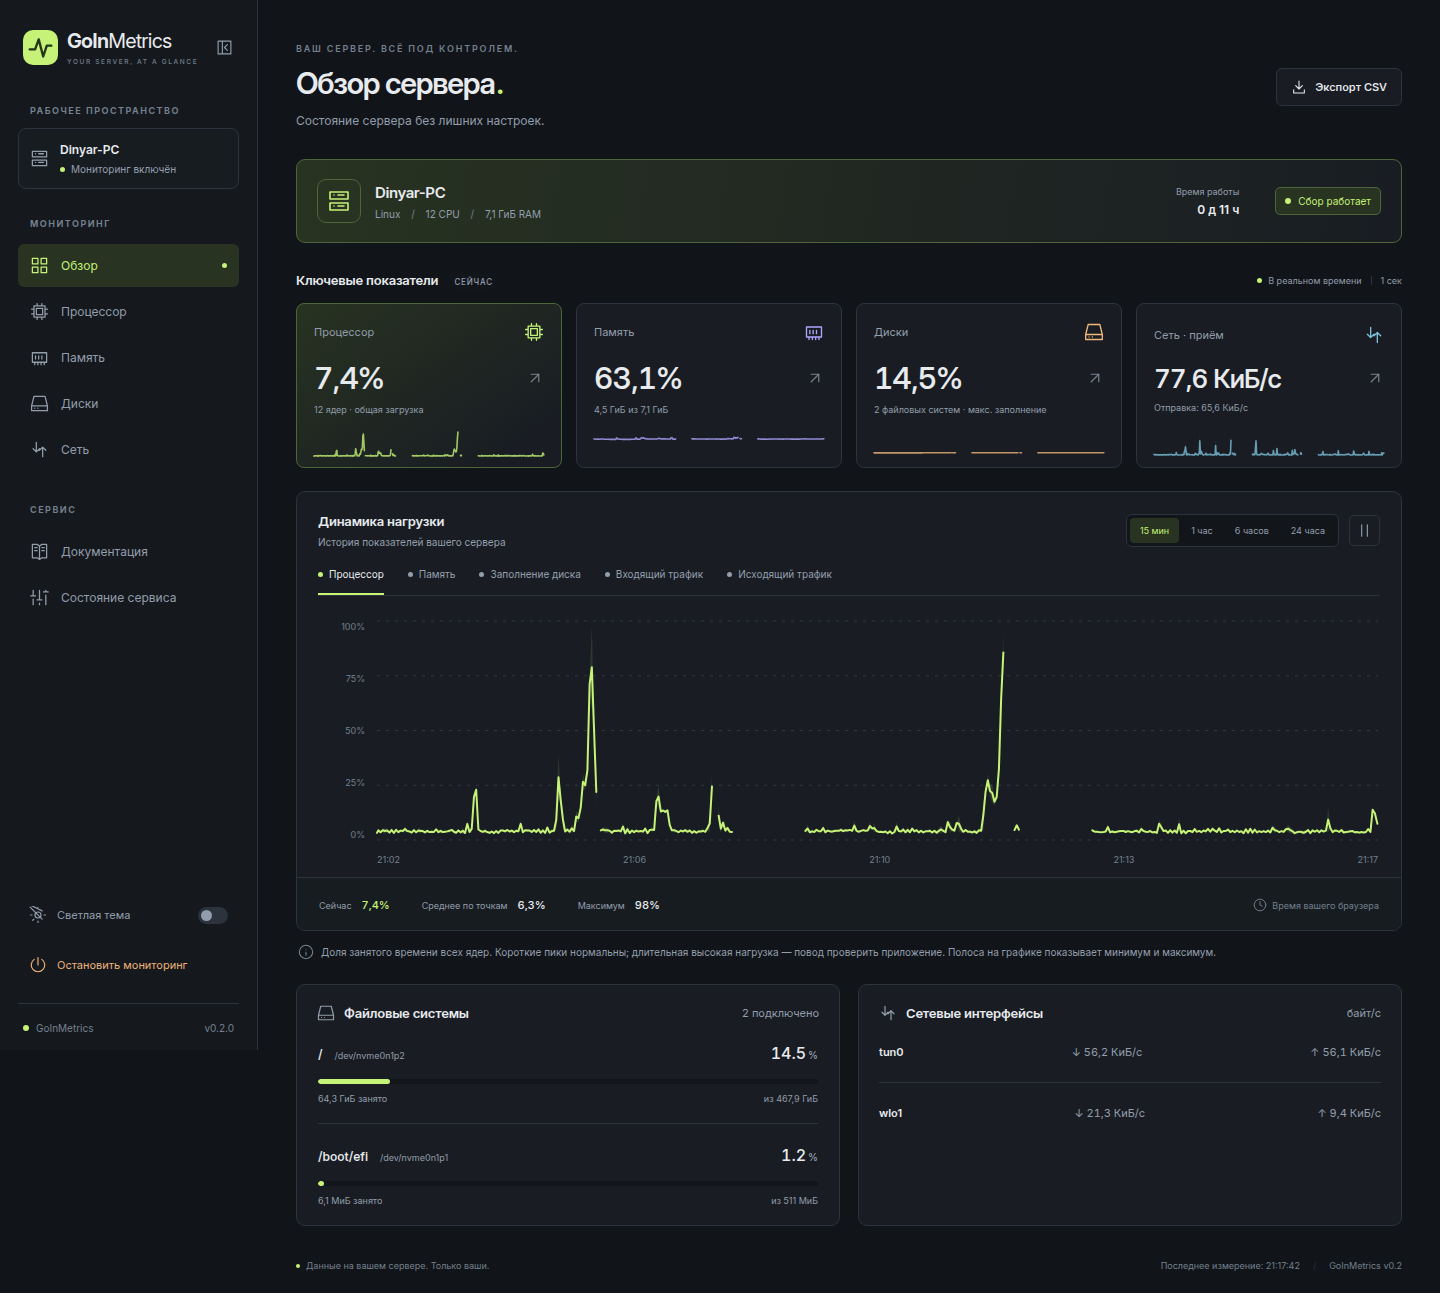 GoInMetrics
YOUR SERVER, AT A GLANCE
РАБОЧЕЕ ПРОСТРАНСТВО
Dinyar-PC
Мониторинг включён
МОНИТОРИНГ
Обзор
Процессор
Память
Диски
Сеть
СЕРВИС
Документация
Состояние сервиса
Светлая тема
Остановить мониторинг
GoInMetrics v0.2.0
ВАШ СЕРВЕР. ВСЁ ПОД КОНТРОЛЕМ.
Обзор сервера.
Состояние сервера без лишних настроек.
Экспорт CSV
Dinyar-PC
Linux / 12 CPU / 7,1 ГиБ RAM
Время работы
0 д 11 ч
Сбор работает
Ключевые показатели СЕЙЧАС
В реальном времени | 1 сек
Процессор
7,4%
12 ядер · общая загрузка
Память
63,1%
4,5 ГиБ из 7,1 ГиБ
Диски
14,5%
2 файловых систем · макс. заполнение
Сеть · приём
77,6 КиБ/с
Отправка: 65,6 КиБ/с
Динамика нагрузки
История показателей вашего сервера
15 мин 1 час 6 часов 24 часа
Процессор Память Заполнение диска Входящий трафик Исходящий трафик
100%
75%
50%
25%
0%
21:02 21:06 21:10 21:13 21:17
Сейчас 7,4% Среднее по точкам 6,3% Максимум 98%
Время вашего браузера
Доля занятого времени всех ядер. Короткие пики нормальны; длительная высокая нагрузка — повод проверить приложение. Полоса на графике показывает минимум и максимум.
Файловые системы 2 подключено
/ /dev/nvme0n1p2 14.5 %
64,3 ГиБ занято из 467,9 ГиБ
/boot/efi /dev/nvme0n1p1 1.2 %
6,1 МиБ занято из 511 МиБ
Сетевые интерфейсы байт/с
tun0 ↓ 56,2 КиБ/с ↑ 56,1 КиБ/с
wlo1 ↓ 21,3 КиБ/с ↑ 9,4 КиБ/с
Данные на вашем сервере. Только ваши.
Последнее измерение: 21:17:42 / GoInMetrics v0.2